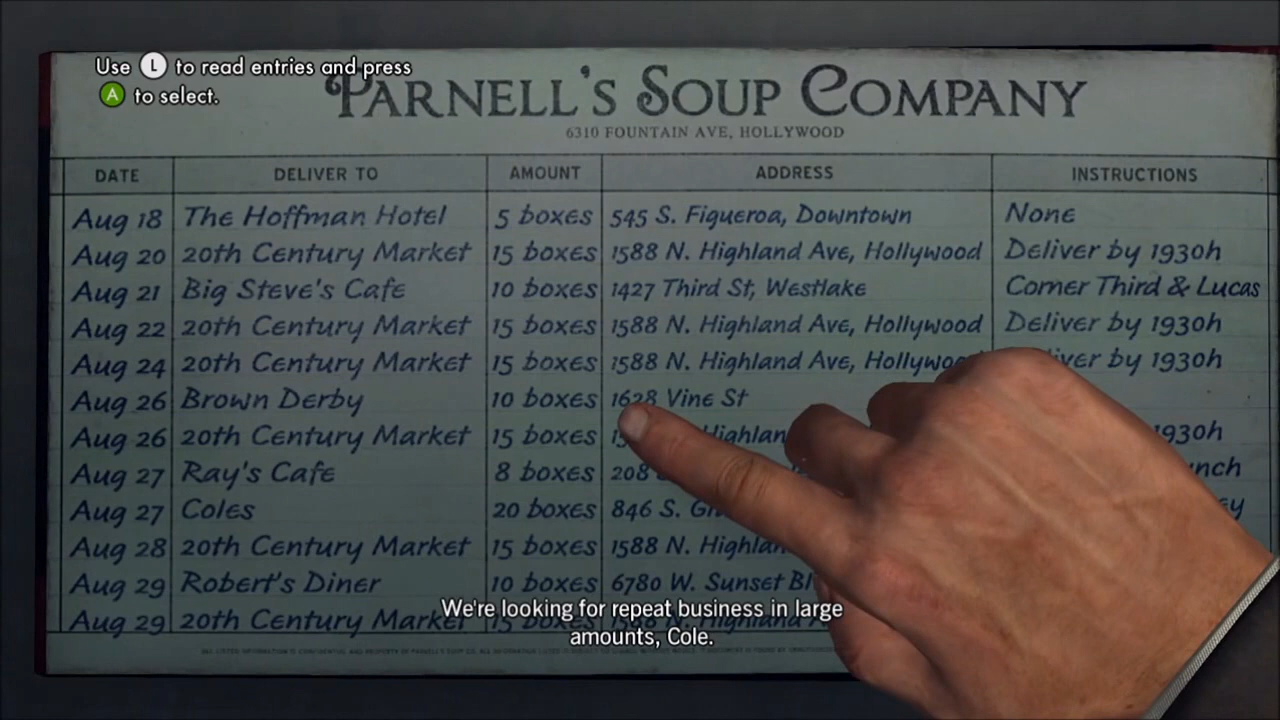 Use L to read entries and press
A to select.
PARNELL'S SOUP COMPANY
6310 FOUNTAIN AVE, HOLLYWOOD
DATE DELIVER TO AMOUNT ADDRESS INSTRUCTIONS
Aug 18 The Hoffman Hotel 5 boxes 545 S. Figueroa, Downtown None
Aug 20 20th Century Market 15 boxes 1588 N. Highland Ave, Hollywood Deliver by 1930h
Aug 21 Big Steve's Cafe 10 boxes 1427 Third St, Westlake Corner Third & Lucas
Aug 22 20th Century Market 15 boxes 1588 N. Highland Ave, Hollywood Deliver by 1930h
Aug 24 20th Century Market 15 boxes 1588 N. Highland Ave, Hollywood by 1930h
Aug 26 Brown Derby 10 boxes 1628 Vine St
Aug 26 20th Century Market 15 boxes 1930h
Aug 27 Ray's Cafe 8 boxes 208
Aug 27 Coles 20 boxes 846 S.
Aug 28 20th Century Market 15 boxes 1588 N.
Aug 29 Robert's Diner 10 boxes 6780 W. Sunset
Aug 29 20th Century Market 15 boxes
We're looking for repeat business in large
amounts, Cole.